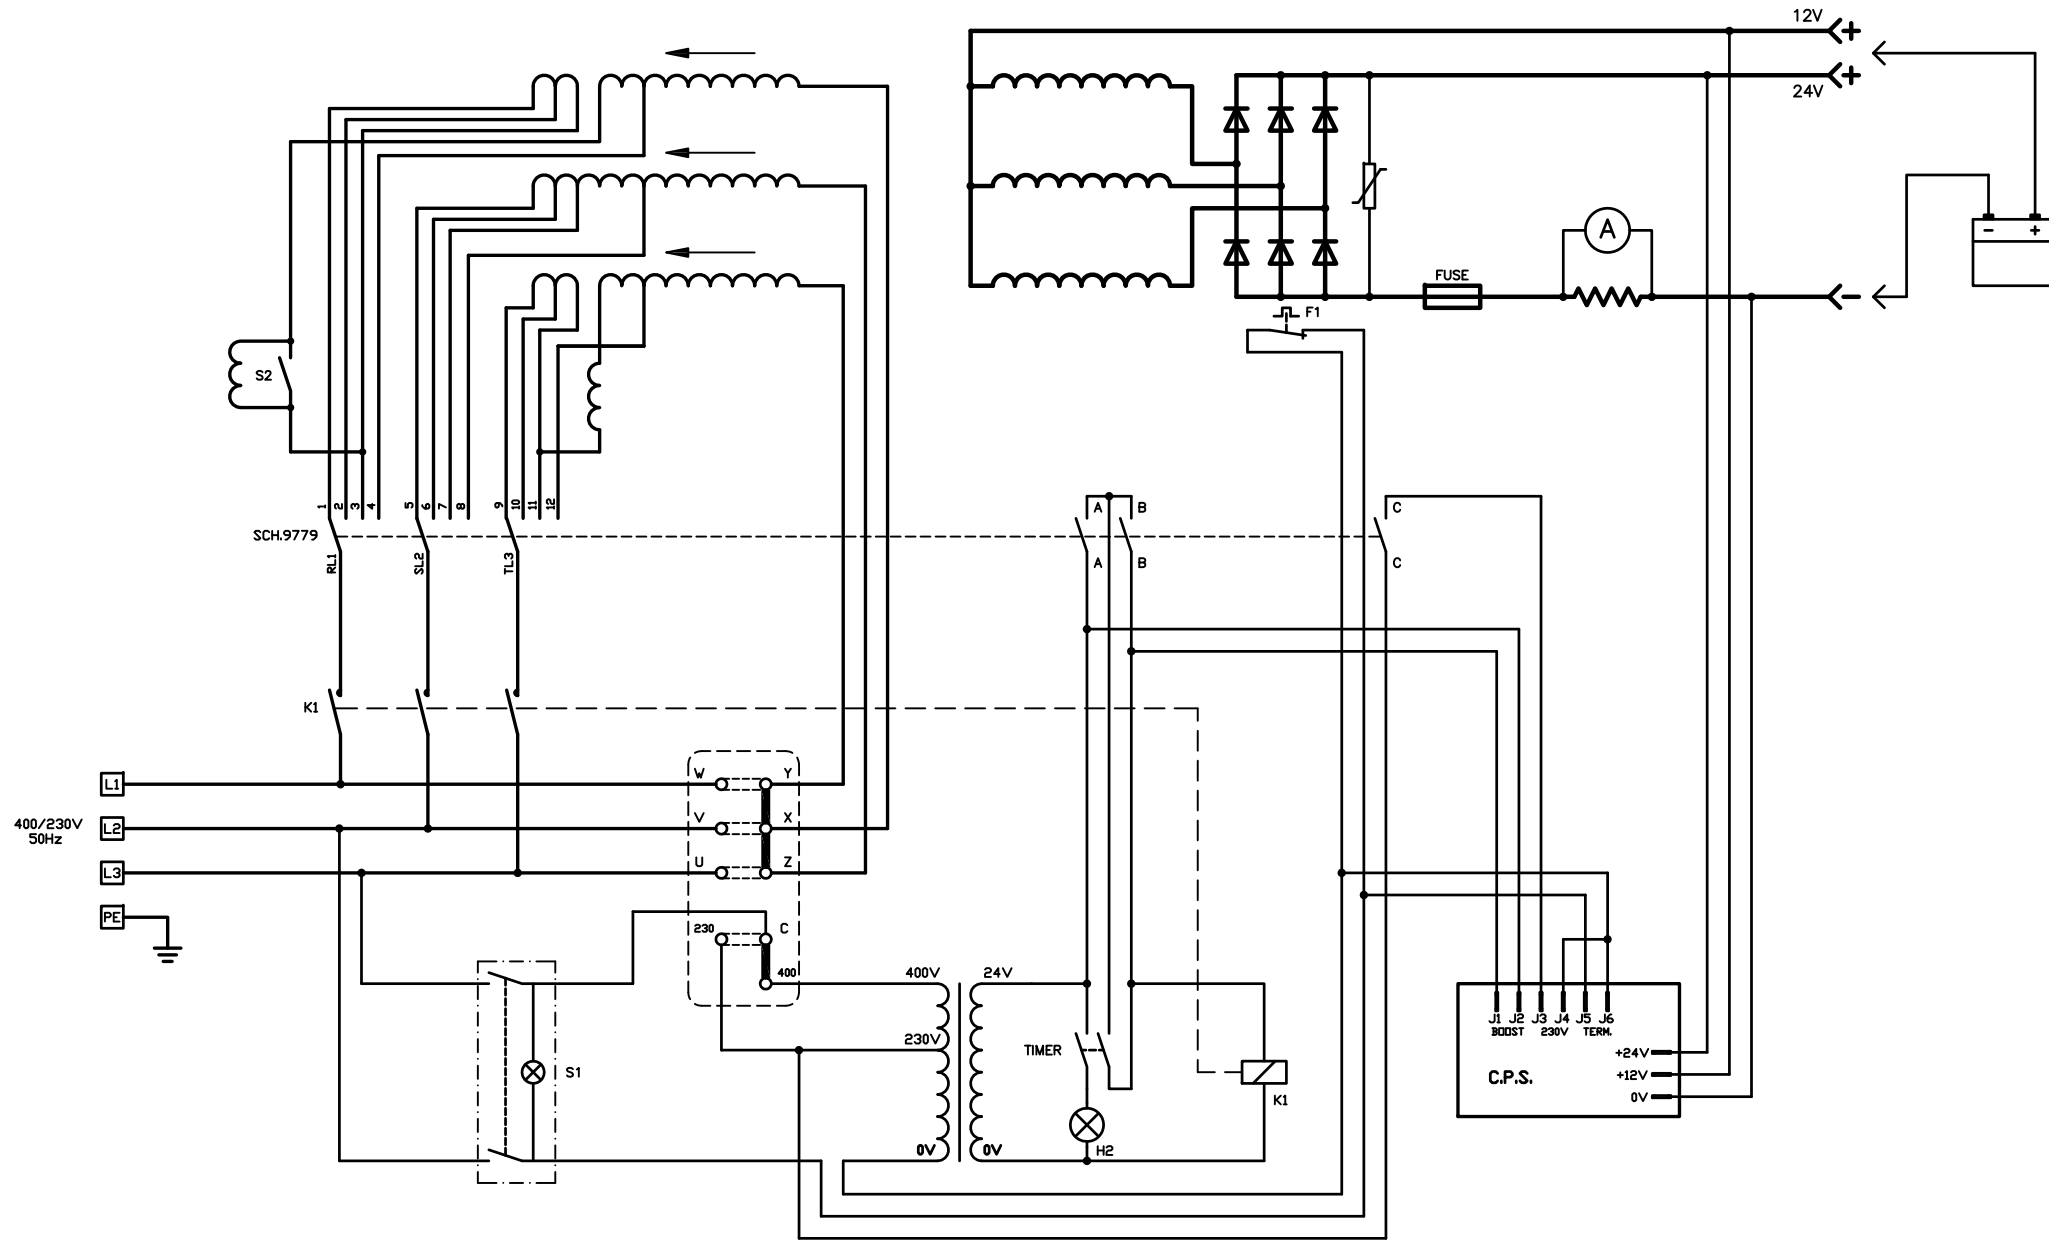 12V
+
24V
+
A
FUSE
F1
-
+
-
S2
1 2 3 4 5 6 7 8 9 10 11 12
SCH.9779
RL1 SL2 TL3
A B C
A B C
K1
L1
400/230V
50Hz
L2
L3
PE
W Y
V X
U Z
230 C
400
S1
400V 24V
230V
0V 0V
TIMER
H2
K1
J1 J2 J3 J4 J5 J6
BOOST 230V TERM.
C.P.S.
+24V
+12V
0V